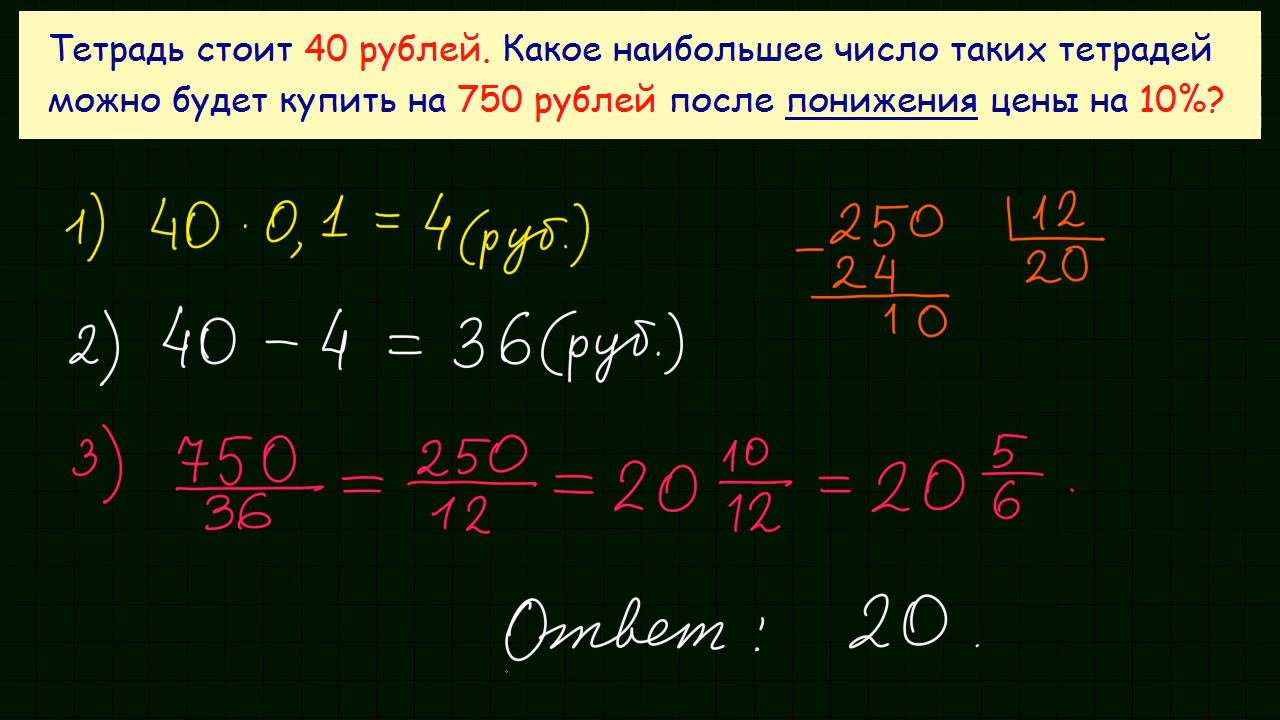 Тетрадь стоит 40 рублей. Какое наибольшее число таких тетрадей
можно будет купить на 750 рублей после понижения цены на 10%?
1) 40 · 0,1 = 4 (руб.)
2) 40 − 4 = 36 (руб.)
3) 750/36 = 250/12 = 20 10/12 = 20 5/6 .
− 250 12
24 20
10
Ответ: 20.